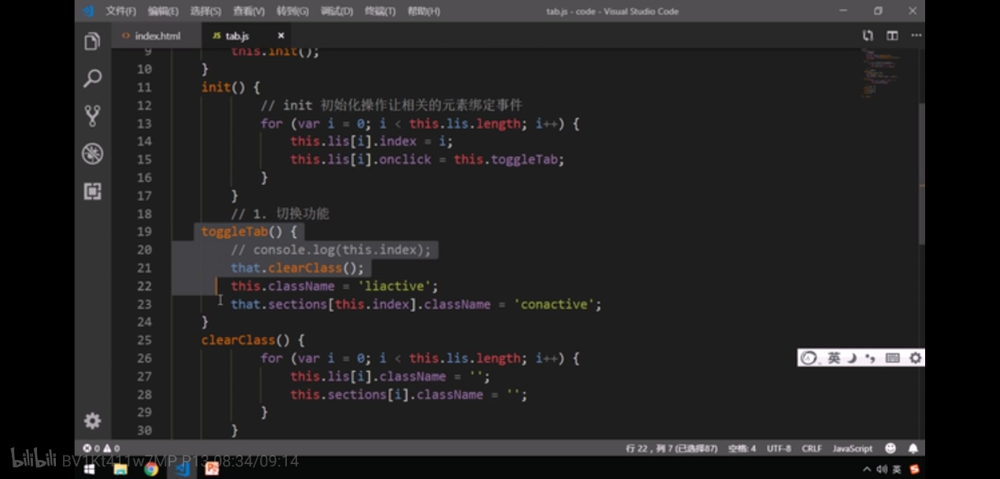 文件(F) 编辑(E) 选择(S) 查看(V) 转到(G) 调试(D) 终端(T) 帮助(H) tab.js - code - Visual Studio Code
index.html JS tab.js
9 this.init();
10 }
11 init() {
12 // init 初始化操作让相关的元素绑定事件
13 for (var i = 0; i < this.lis.length; i++) {
14 this.lis[i].index = i;
15 this.lis[i].onclick = this.toggleTab;
16 }
17 }
18 // 1. 切换功能
19 toggleTab() {
20 // console.log(this.index);
21 that.clearClass();
22 this.className = 'liactive';
23 that.sections[this.index].className = 'conactive';
24 }
25 clearClass() {
26 for (var i = 0; i < this.lis.length; i++) {
27 this.lis[i].className = '';
28 this.sections[i].className = '';
29 }
30 }
英
0 0 行 22，列 7 (已选择87) 空格: 4 UTF-8 CRLF JavaScript
bilibili BV1Kt411w7MP P13 08:34/09:14
英